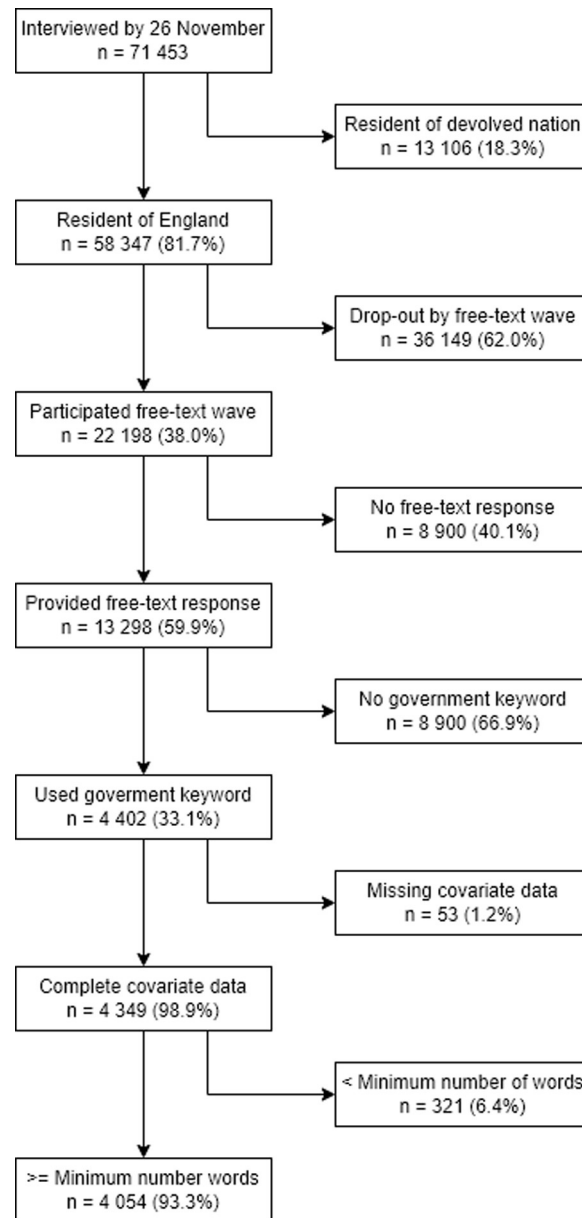 Interviewed by 26 November
n = 71 453
Resident of devolved nation
n = 13 106 (18.3%)
Resident of England
n = 58 347 (81.7%)
Drop-out by free-text wave
n = 36 149 (62.0%)
Participated free-text wave
n = 22 198 (38.0%)
No free-text response
n = 8 900 (40.1%)
Provided free-text response
n = 13 298 (59.9%)
No government keyword
n = 8 900 (66.9%)
Used goverment keyword
n = 4 402 (33.1%)
Missing covariate data
n = 53 (1.2%)
Complete covariate data
n = 4 349 (98.9%)
< Minimum number of words
n = 321 (6.4%)
>= Minimum number words
n = 4 054 (93.3%)